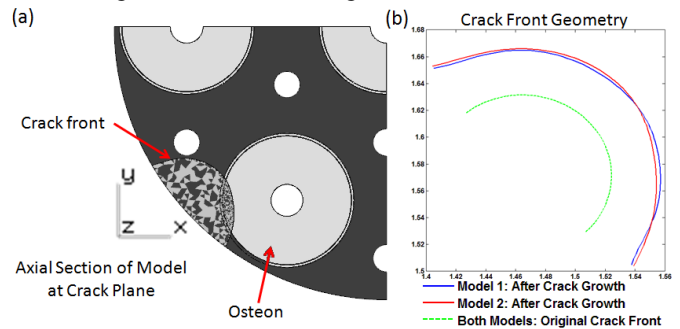 (a)
Crack front
y
z
x
Axial Section of Model
at Crack Plane
Osteon
(b)
Crack Front Geometry
1.68
1.66
1.64
1.62
1.6
1.58
1.56
1.54
1.52
1.5
1.4 1.42 1.44 1.46 1.48 1.5 1.52 1.54 1.56
Model 1: After Crack Growth
Model 2: After Crack Growth
Both Models: Original Crack Front